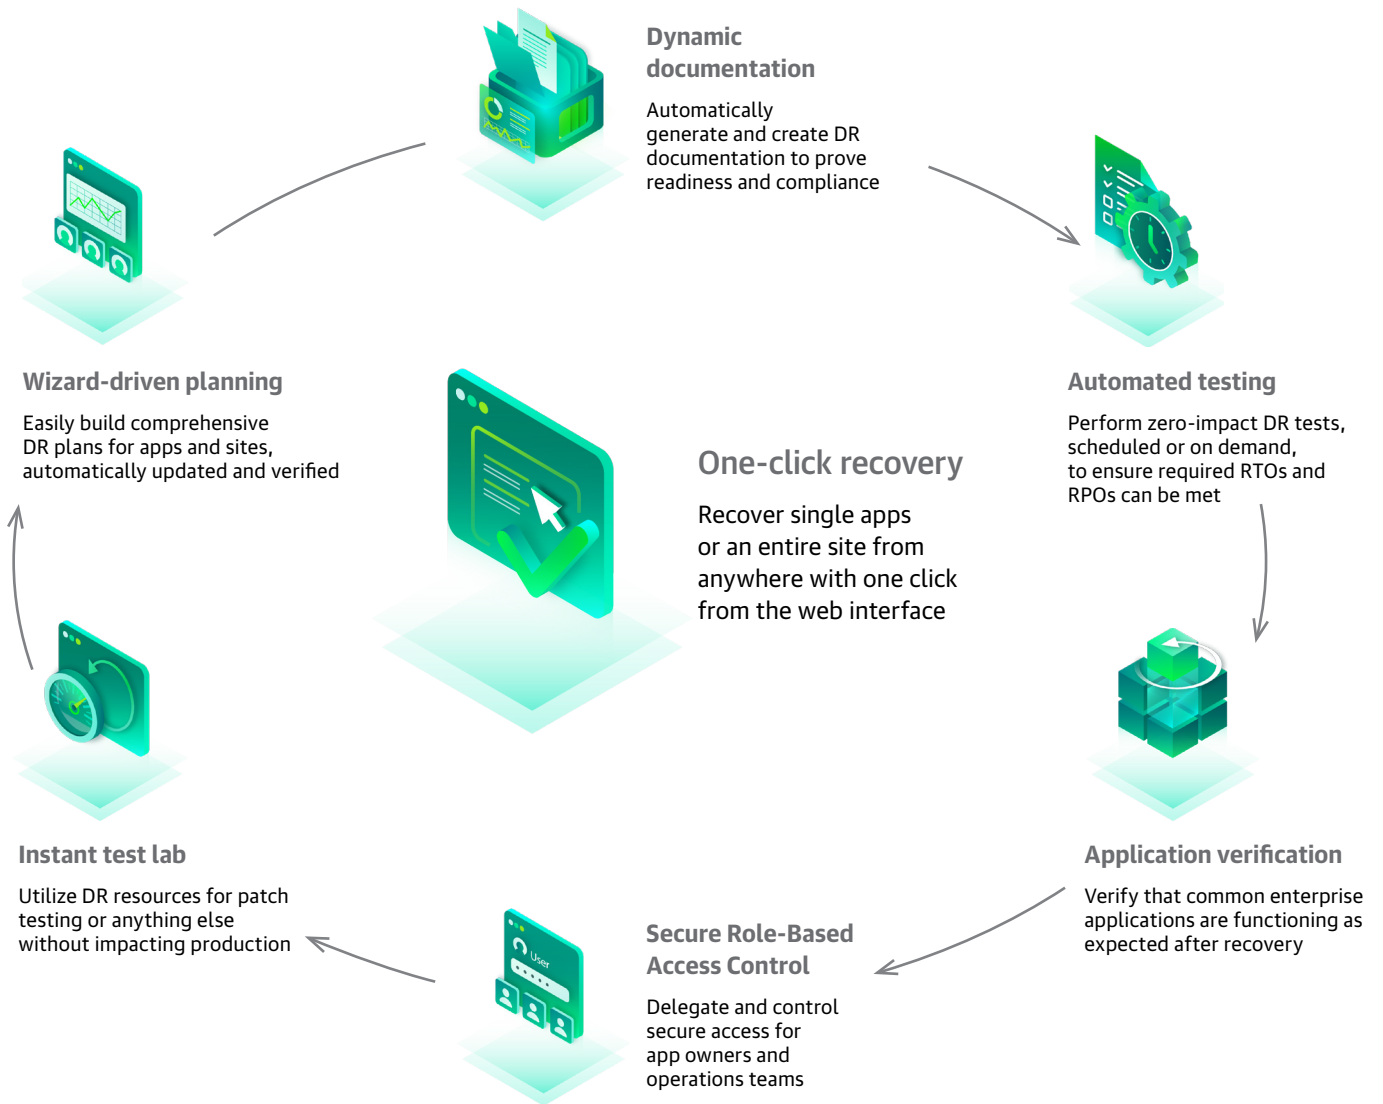 Dynamic
documentation
Automatically
generate and create DR
documentation to prove
readiness and compliance
Wizard-driven planning
Easily build comprehensive
DR plans for apps and sites,
automatically updated and verified
Automated testing
Perform zero-impact DR tests,
scheduled or on demand,
to ensure required RTOs and
RPOs can be met
One-click recovery
Recover single apps
or an entire site from
anywhere with one click
from the web interface
Instant test lab
Utilize DR resources for patch
testing or anything else
without impacting production
Application verification
Verify that common enterprise
applications are functioning as
expected after recovery
User
Secure Role-Based
Access Control
Delegate and control
secure access for
app owners and
operations teams